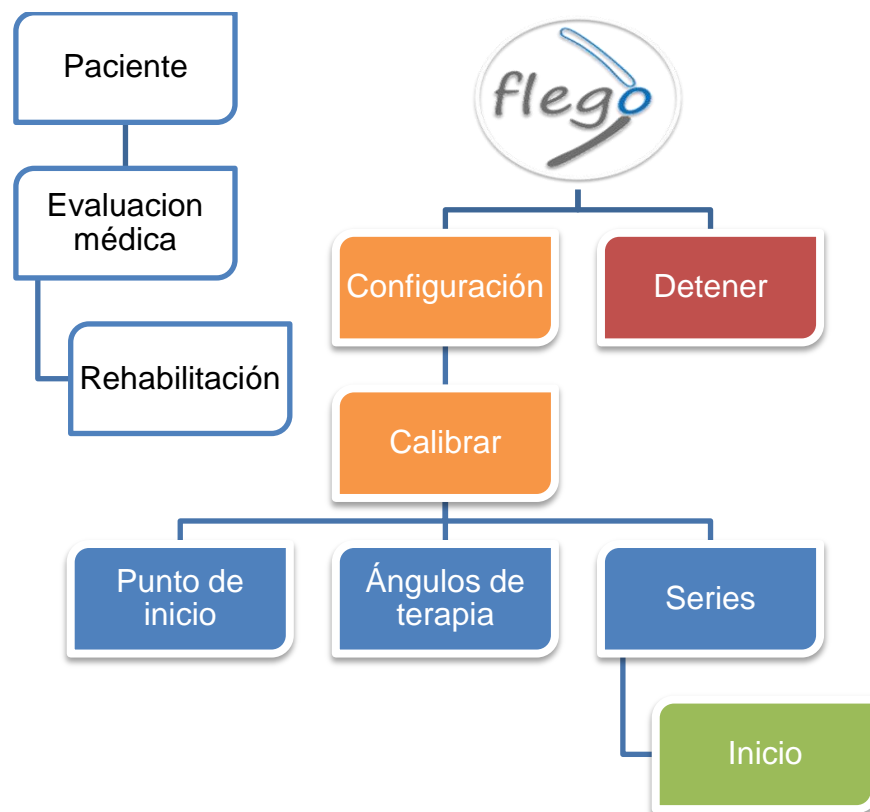 Paciente
Evaluacion
médica
Rehabilitación
flego
Configuración
Detener
Calibrar
Punto de
inicio
Ángulos de
terapia
Series
Inicio